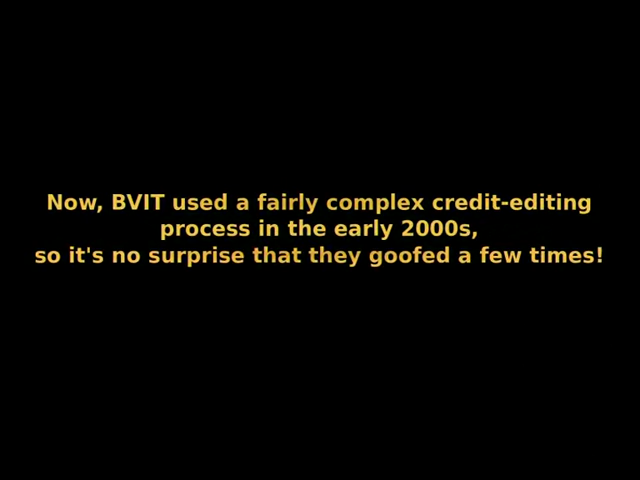 Now, BVIT used a fairly complex credit-editing
process in the early 2000s,
so it's no surprise that they goofed a few times!